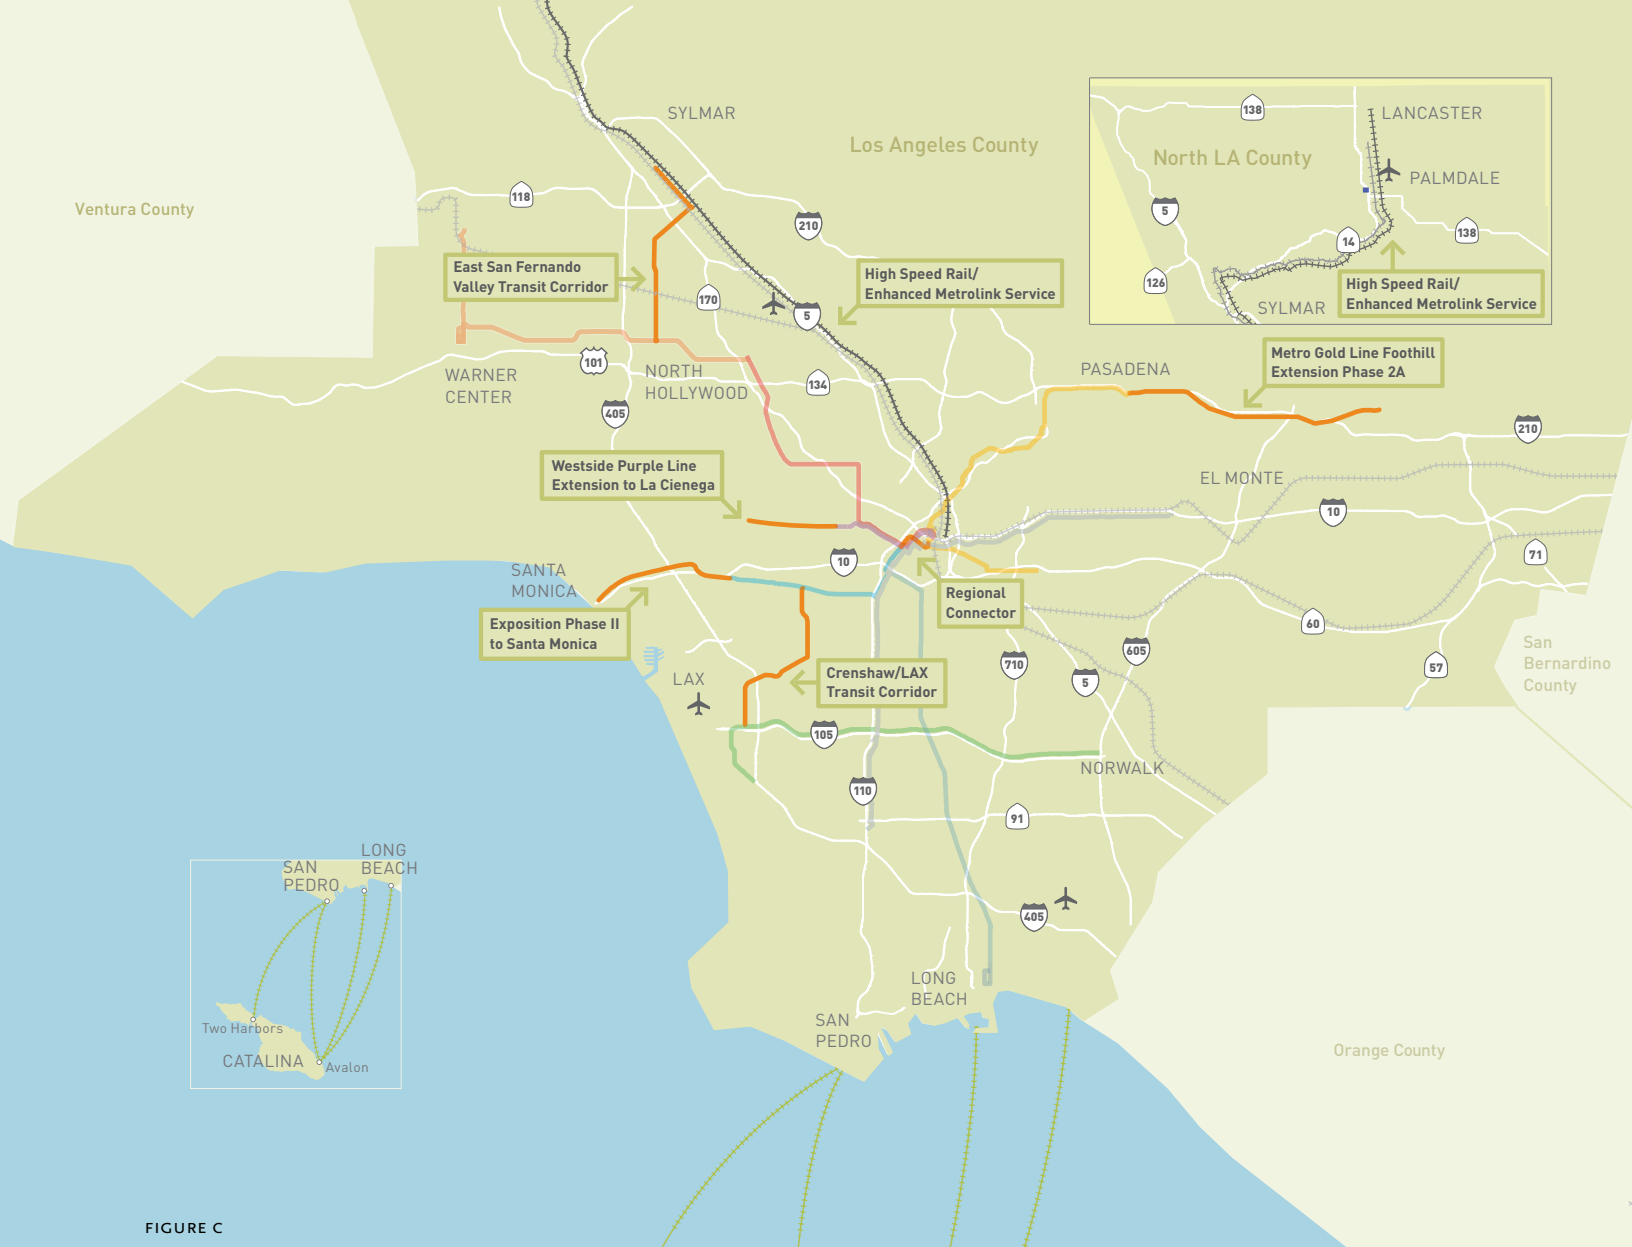 SYLMAR
Los Angeles County
Ventura County
118
210
East San Fernando
Valley Transit Corridor
170
5
High Speed Rail/
Enhanced Metrolink Service
138
LANCASTER
North LA County
PALMDALE
5
14
138
126
SYLMAR
High Speed Rail/
Enhanced Metrolink Service
WARNER
CENTER
101
405
NORTH
HOLLYWOOD
134
PASADENA
Metro Gold Line Foothill
Extension Phase 2A
210
Westside Purple Line
Extension to La Cienega
EL MONTE
10
71
SANTA
MONICA
10
Regional
Connector
Exposition Phase II
to Santa Monica
60
605
710
5
57
San
Bernardino
County
LAX
Crenshaw/LAX
Transit Corridor
105
NORWALK
110
91
405
LONG
BEACH
SAN
PEDRO
Two Harbors
CATALINA
Avalon
LONG
BEACH
SAN
PEDRO
Orange County
FIGURE C